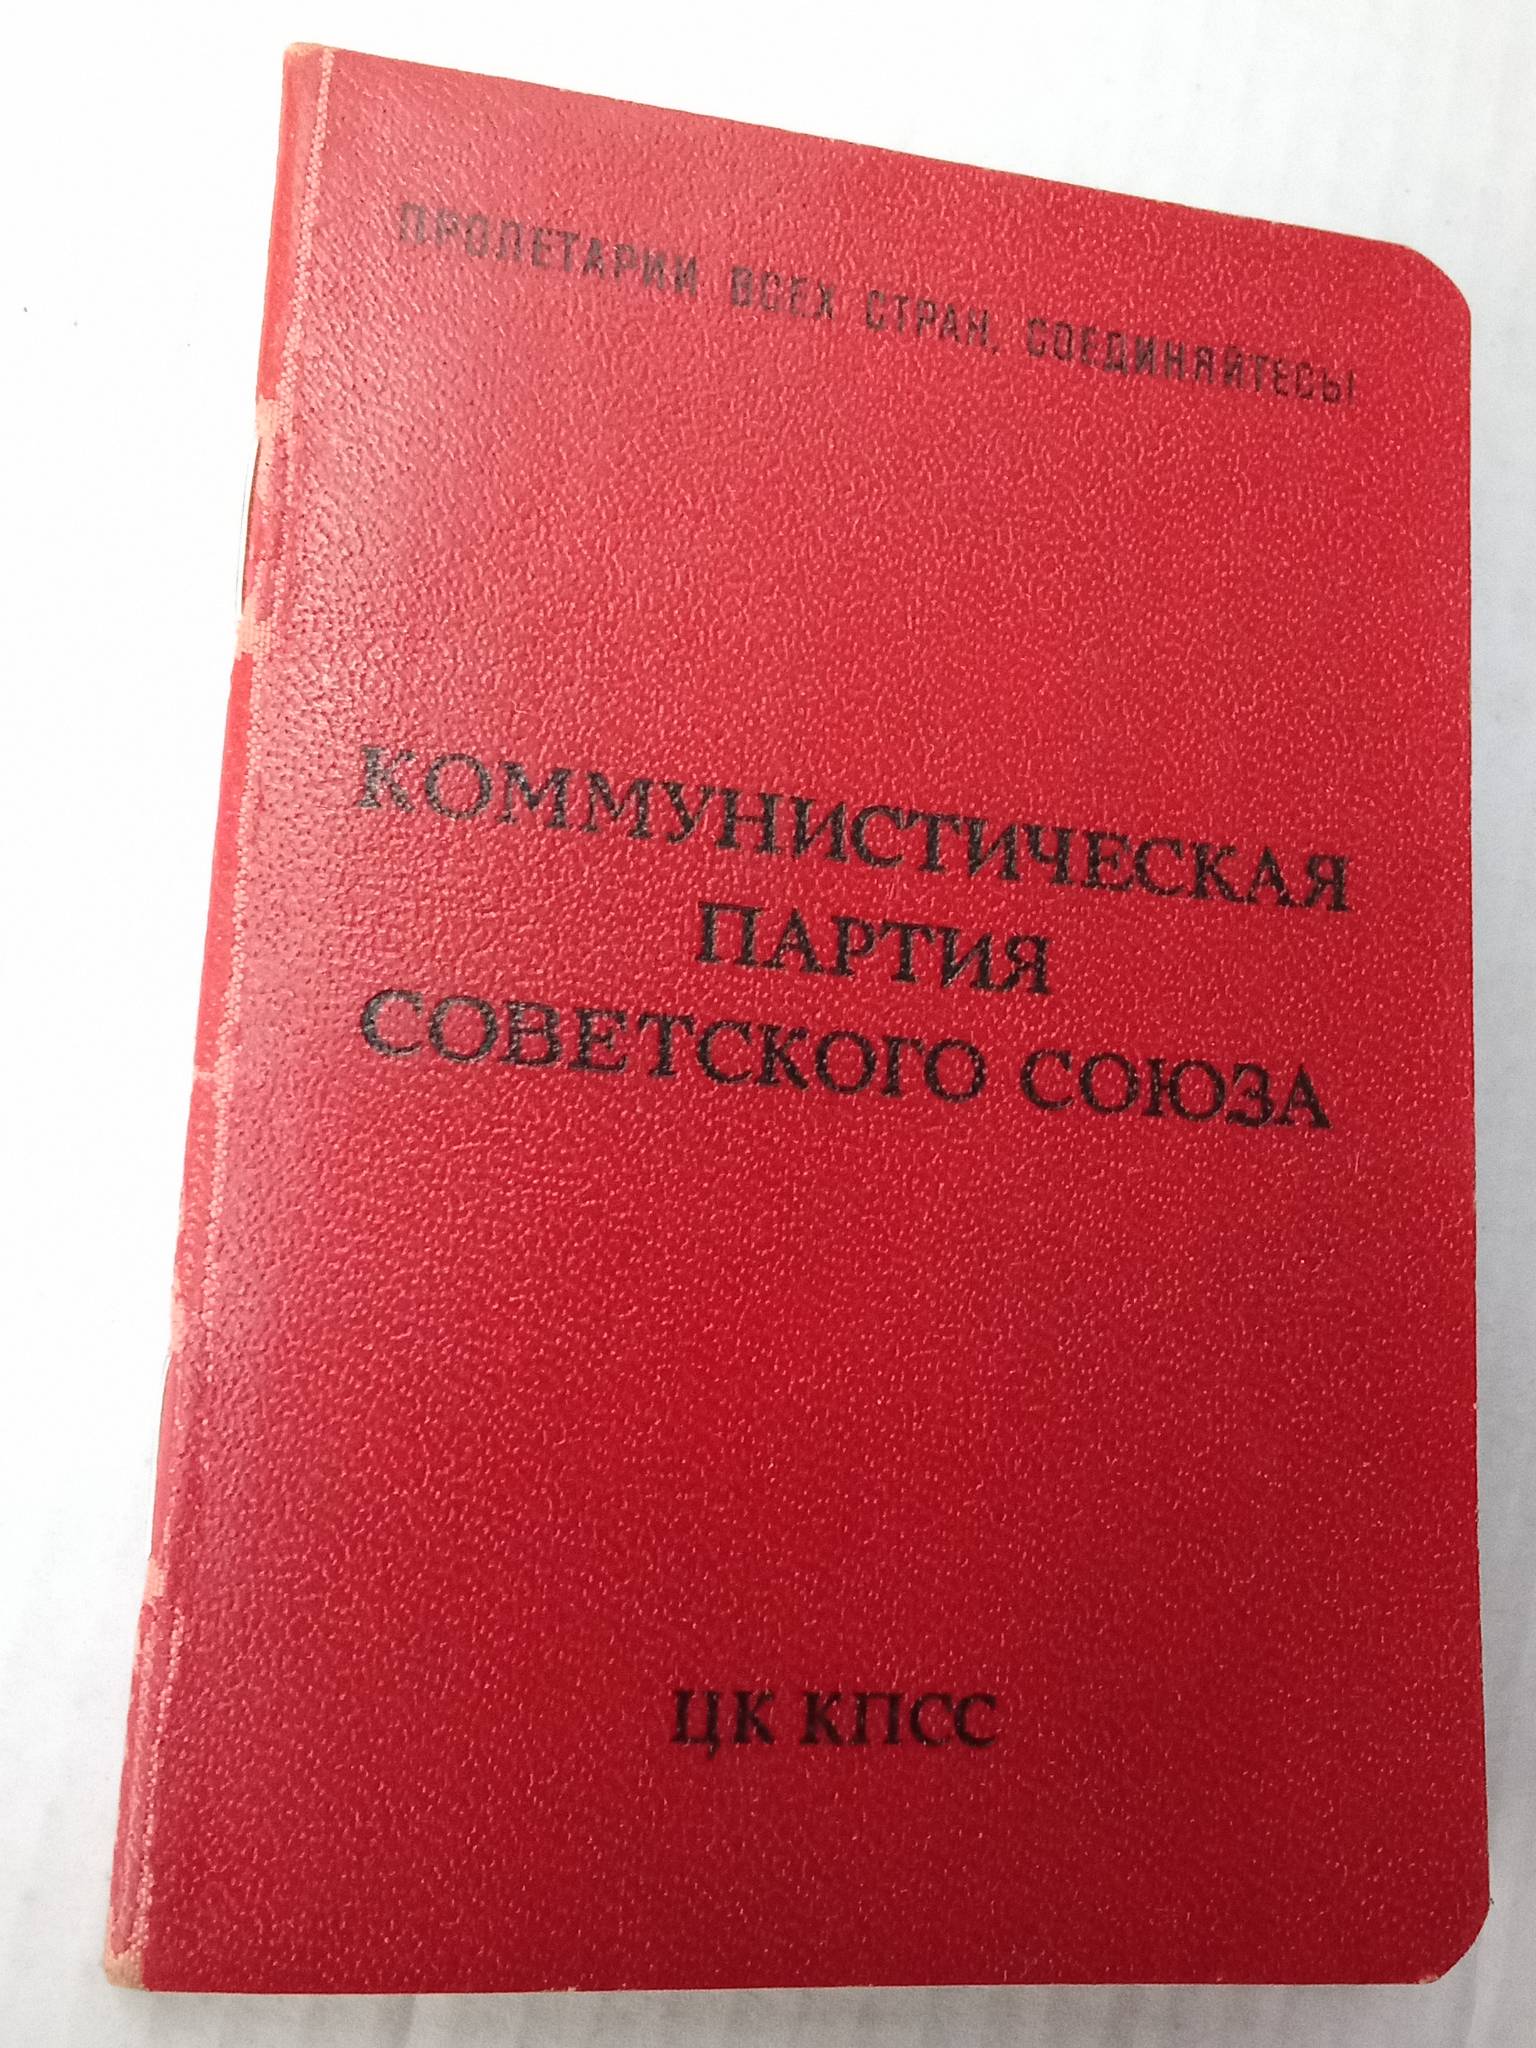 ПРОЛЕТАРИИ ВСЕХ СТРАН, СОЕДИНЯЙТЕСЬ!
КОММУНИСТИЧЕСКАЯ
ПАРТИЯ
СОВЕТСКОГО СОЮЗА
ЦК КПСС